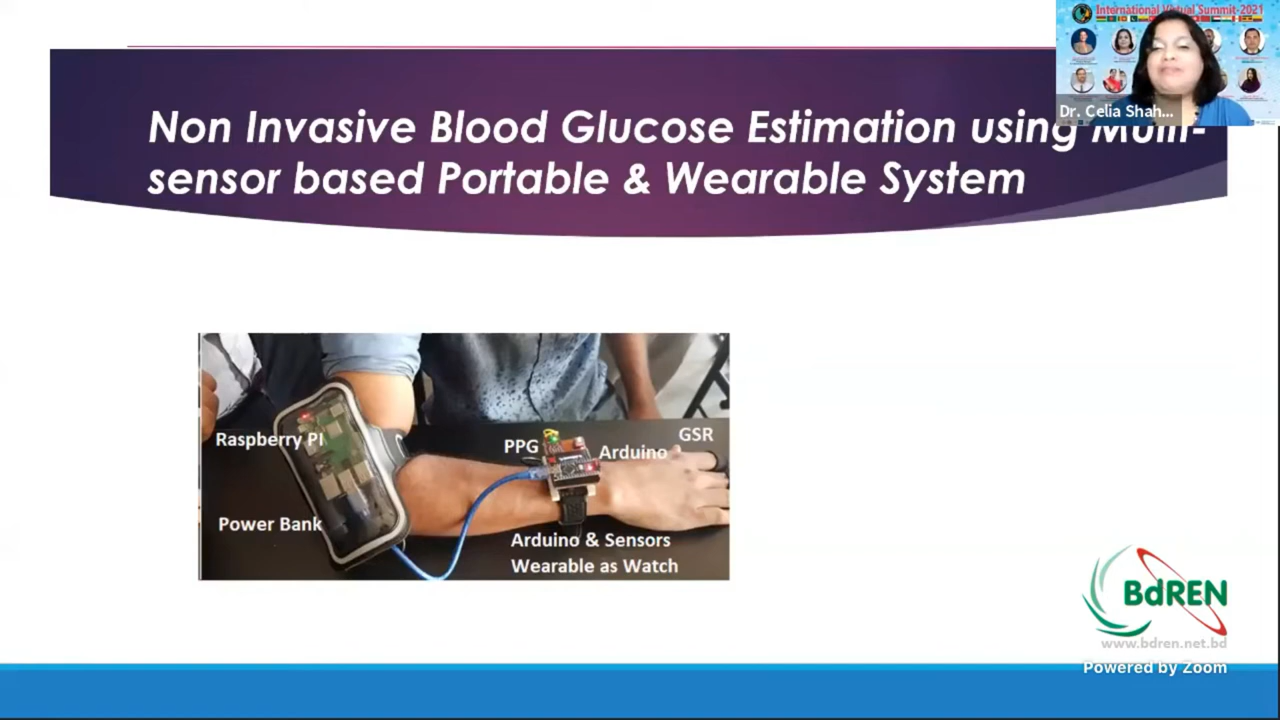 International Virtual Summit-2021
Dr. Celia Shah...
Non Invasive Blood Glucose Estimation using Multi-
sensor based Portable & Wearable System
Raspberry PI
PPG
Arduino
GSR
Power Bank
Arduino & Sensors
Wearable as Watch
BdREN
www.bdren.net.bd
Powered by Zoom